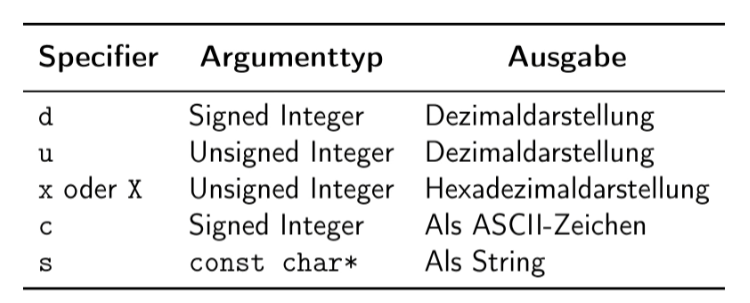 Specifier Argumenttyp Ausgabe
d Signed Integer Dezimaldarstellung
u Unsigned Integer Dezimaldarstellung
x oder X Unsigned Integer Hexadezimaldarstellung
c Signed Integer Als ASCII-Zeichen
s const char* Als String